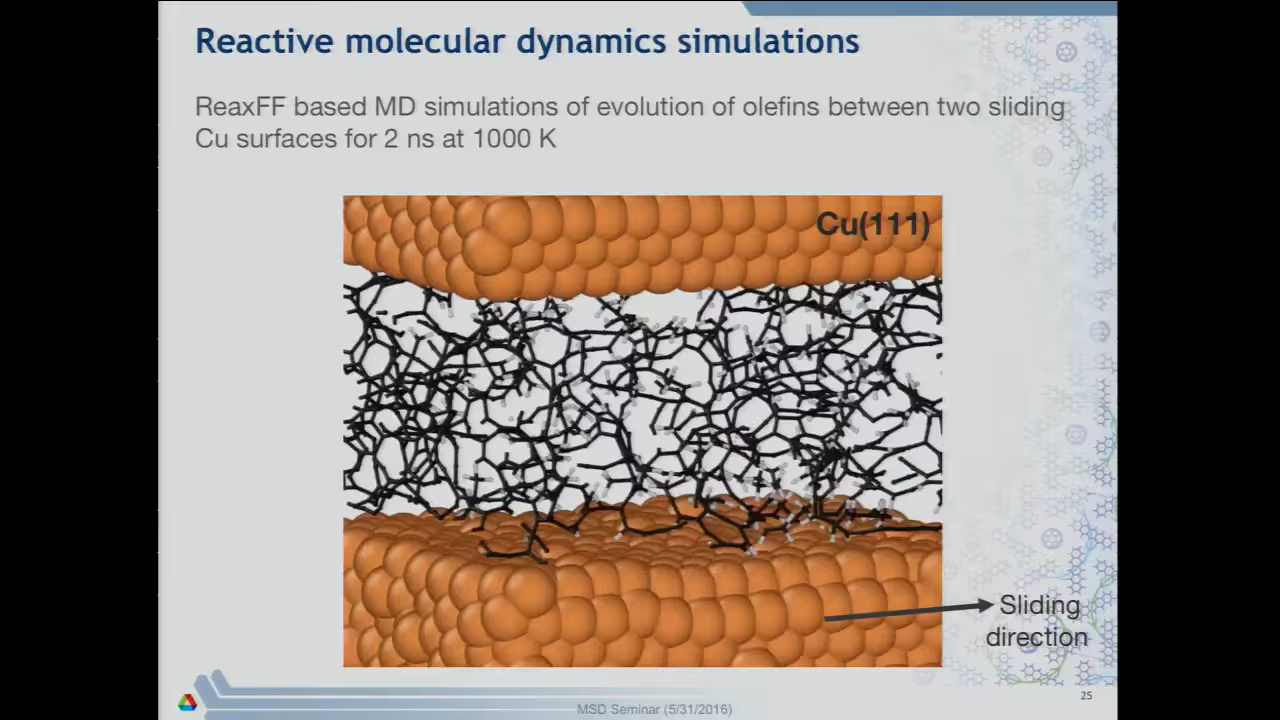 Reactive molecular dynamics simulations
ReaxFF based MD simulations of evolution of olefins between two sliding
Cu surfaces for 2 ns at 1000 K
Cu(111)
Sliding
direction
MSD Seminar (5/31/2016)
25